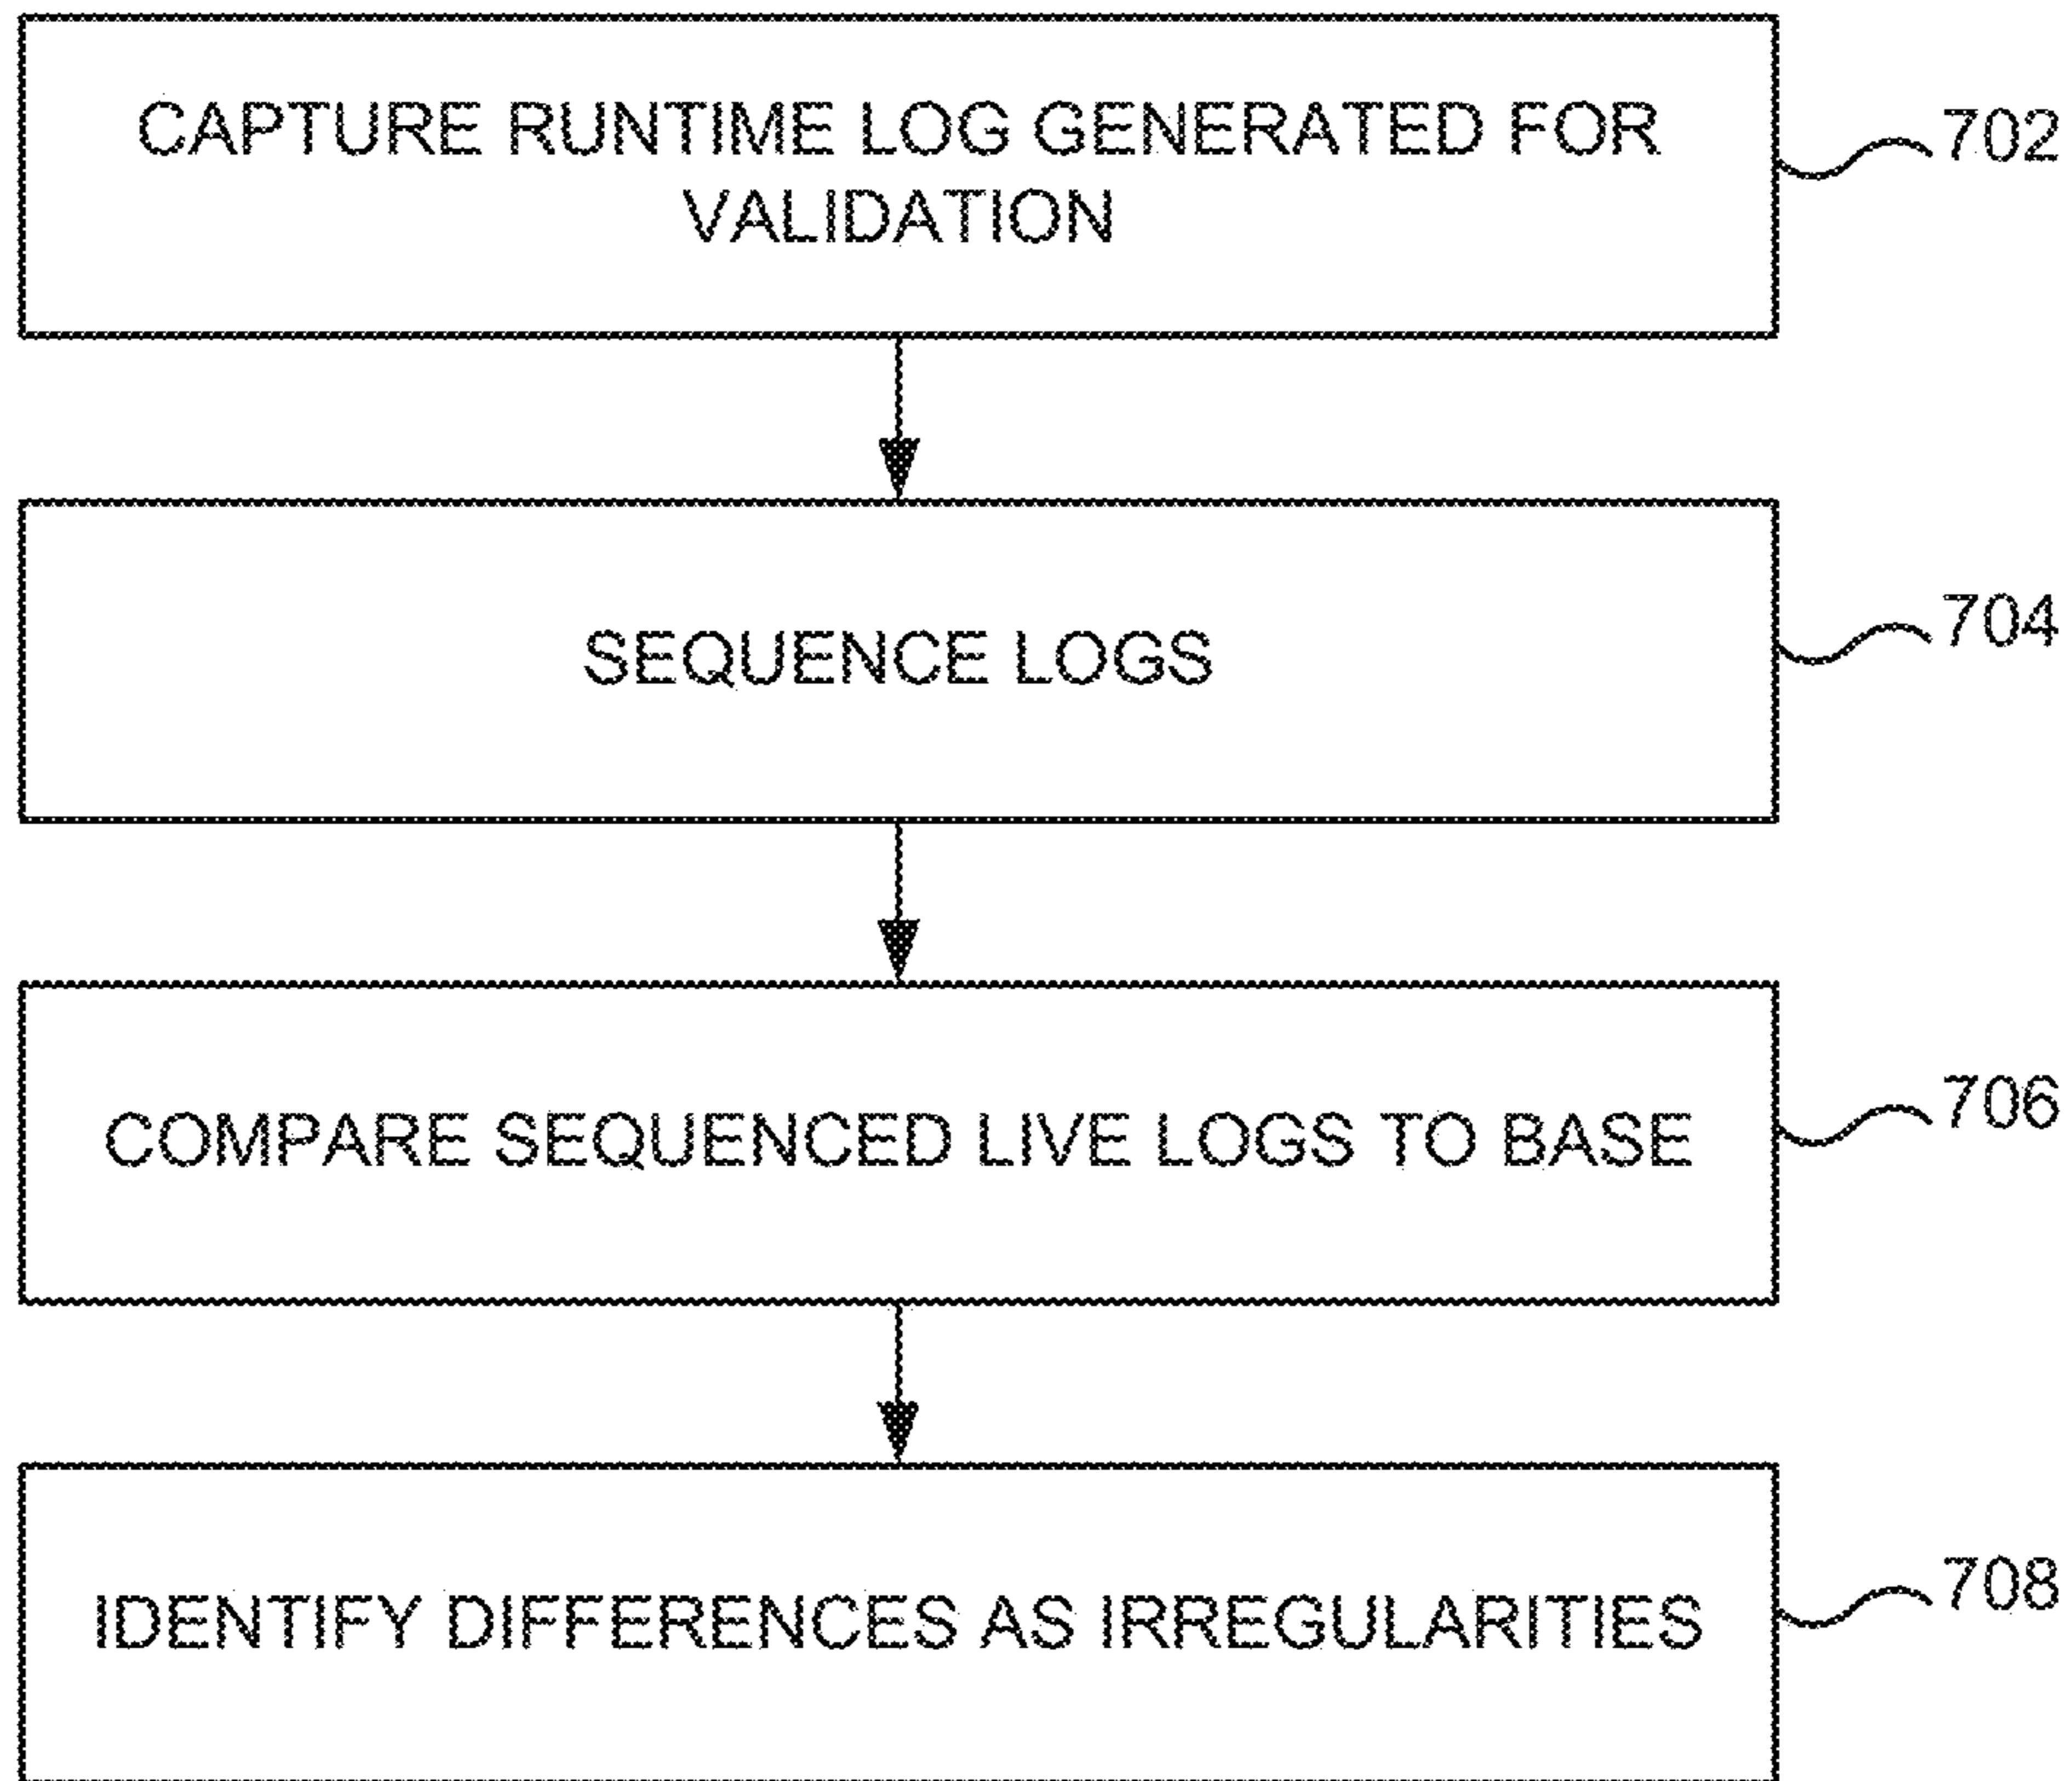 CAPTURE RUNTIME LOG GENERATED FOR
VALIDATION
702
SEQUENCE LOGS
704
COMPARE SEQUENCED LIVE LOGS TO BASE
706
IDENTIFY DIFFERENCES AS IRREGULARITIES
708